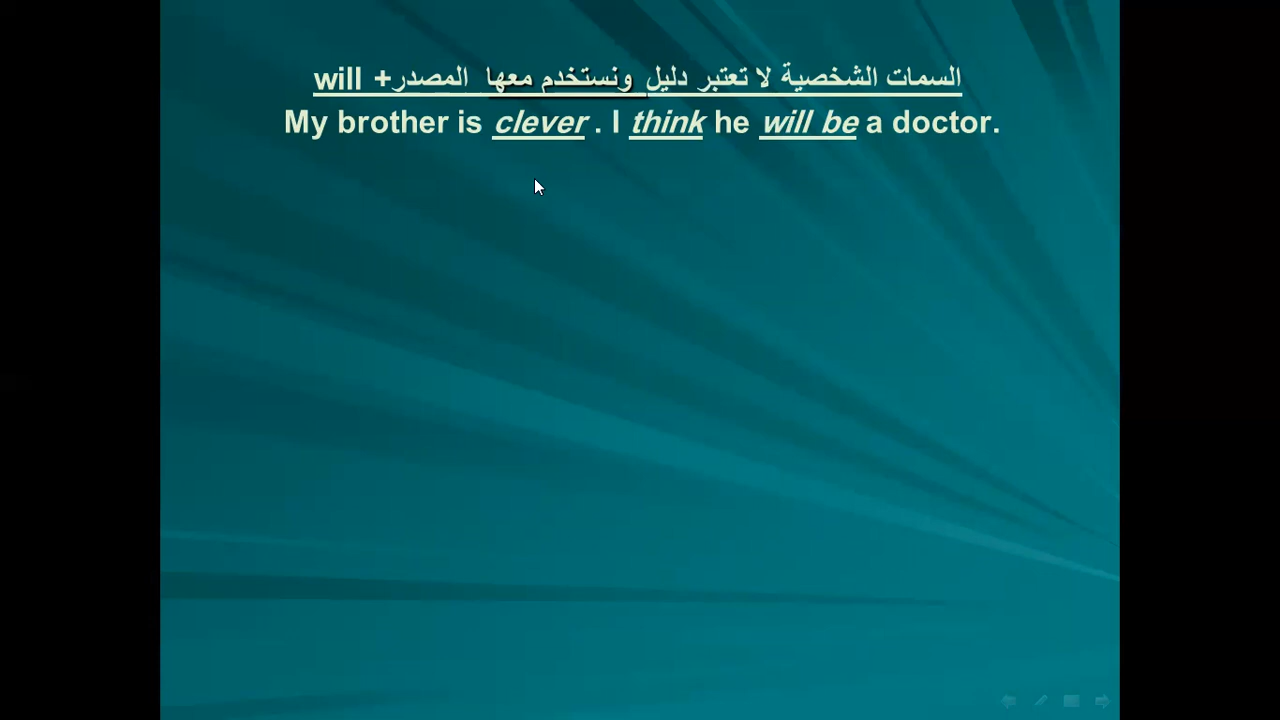 السمات الشخصية لا تعتبر دليل ونستخدم معها المصدر+ will
My brother is clever . I think he will be a doctor.